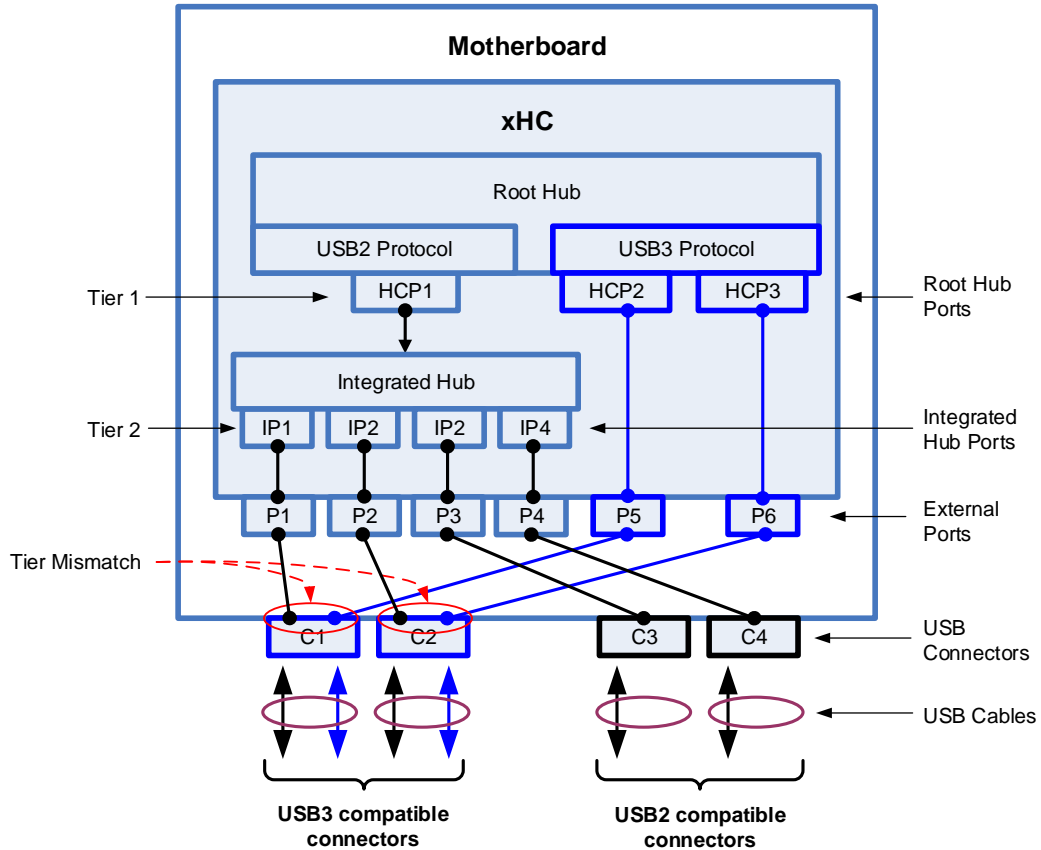 Motherboard
xHC
Root Hub
USB2 Protocol
USB3 Protocol
Tier 1
HCP1
HCP2
HCP3
Root Hub
Ports
Integrated Hub
Tier 2
IP1
IP2
IP2
IP4
Integrated
Hub Ports
P1
P2
P3
P4
P5
P6
External
Ports
Tier Mismatch
C1
C2
C3
C4
USB
Connectors
USB Cables
USB3 compatible
connectors
USB2 compatible
connectors